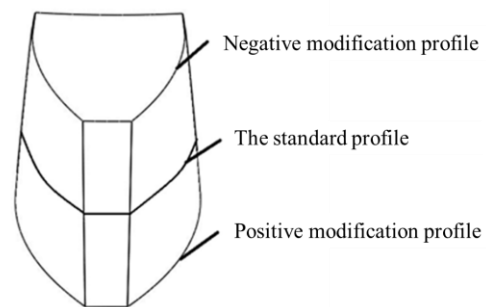 Negative modification profile
The standard profile
Positive modification profile